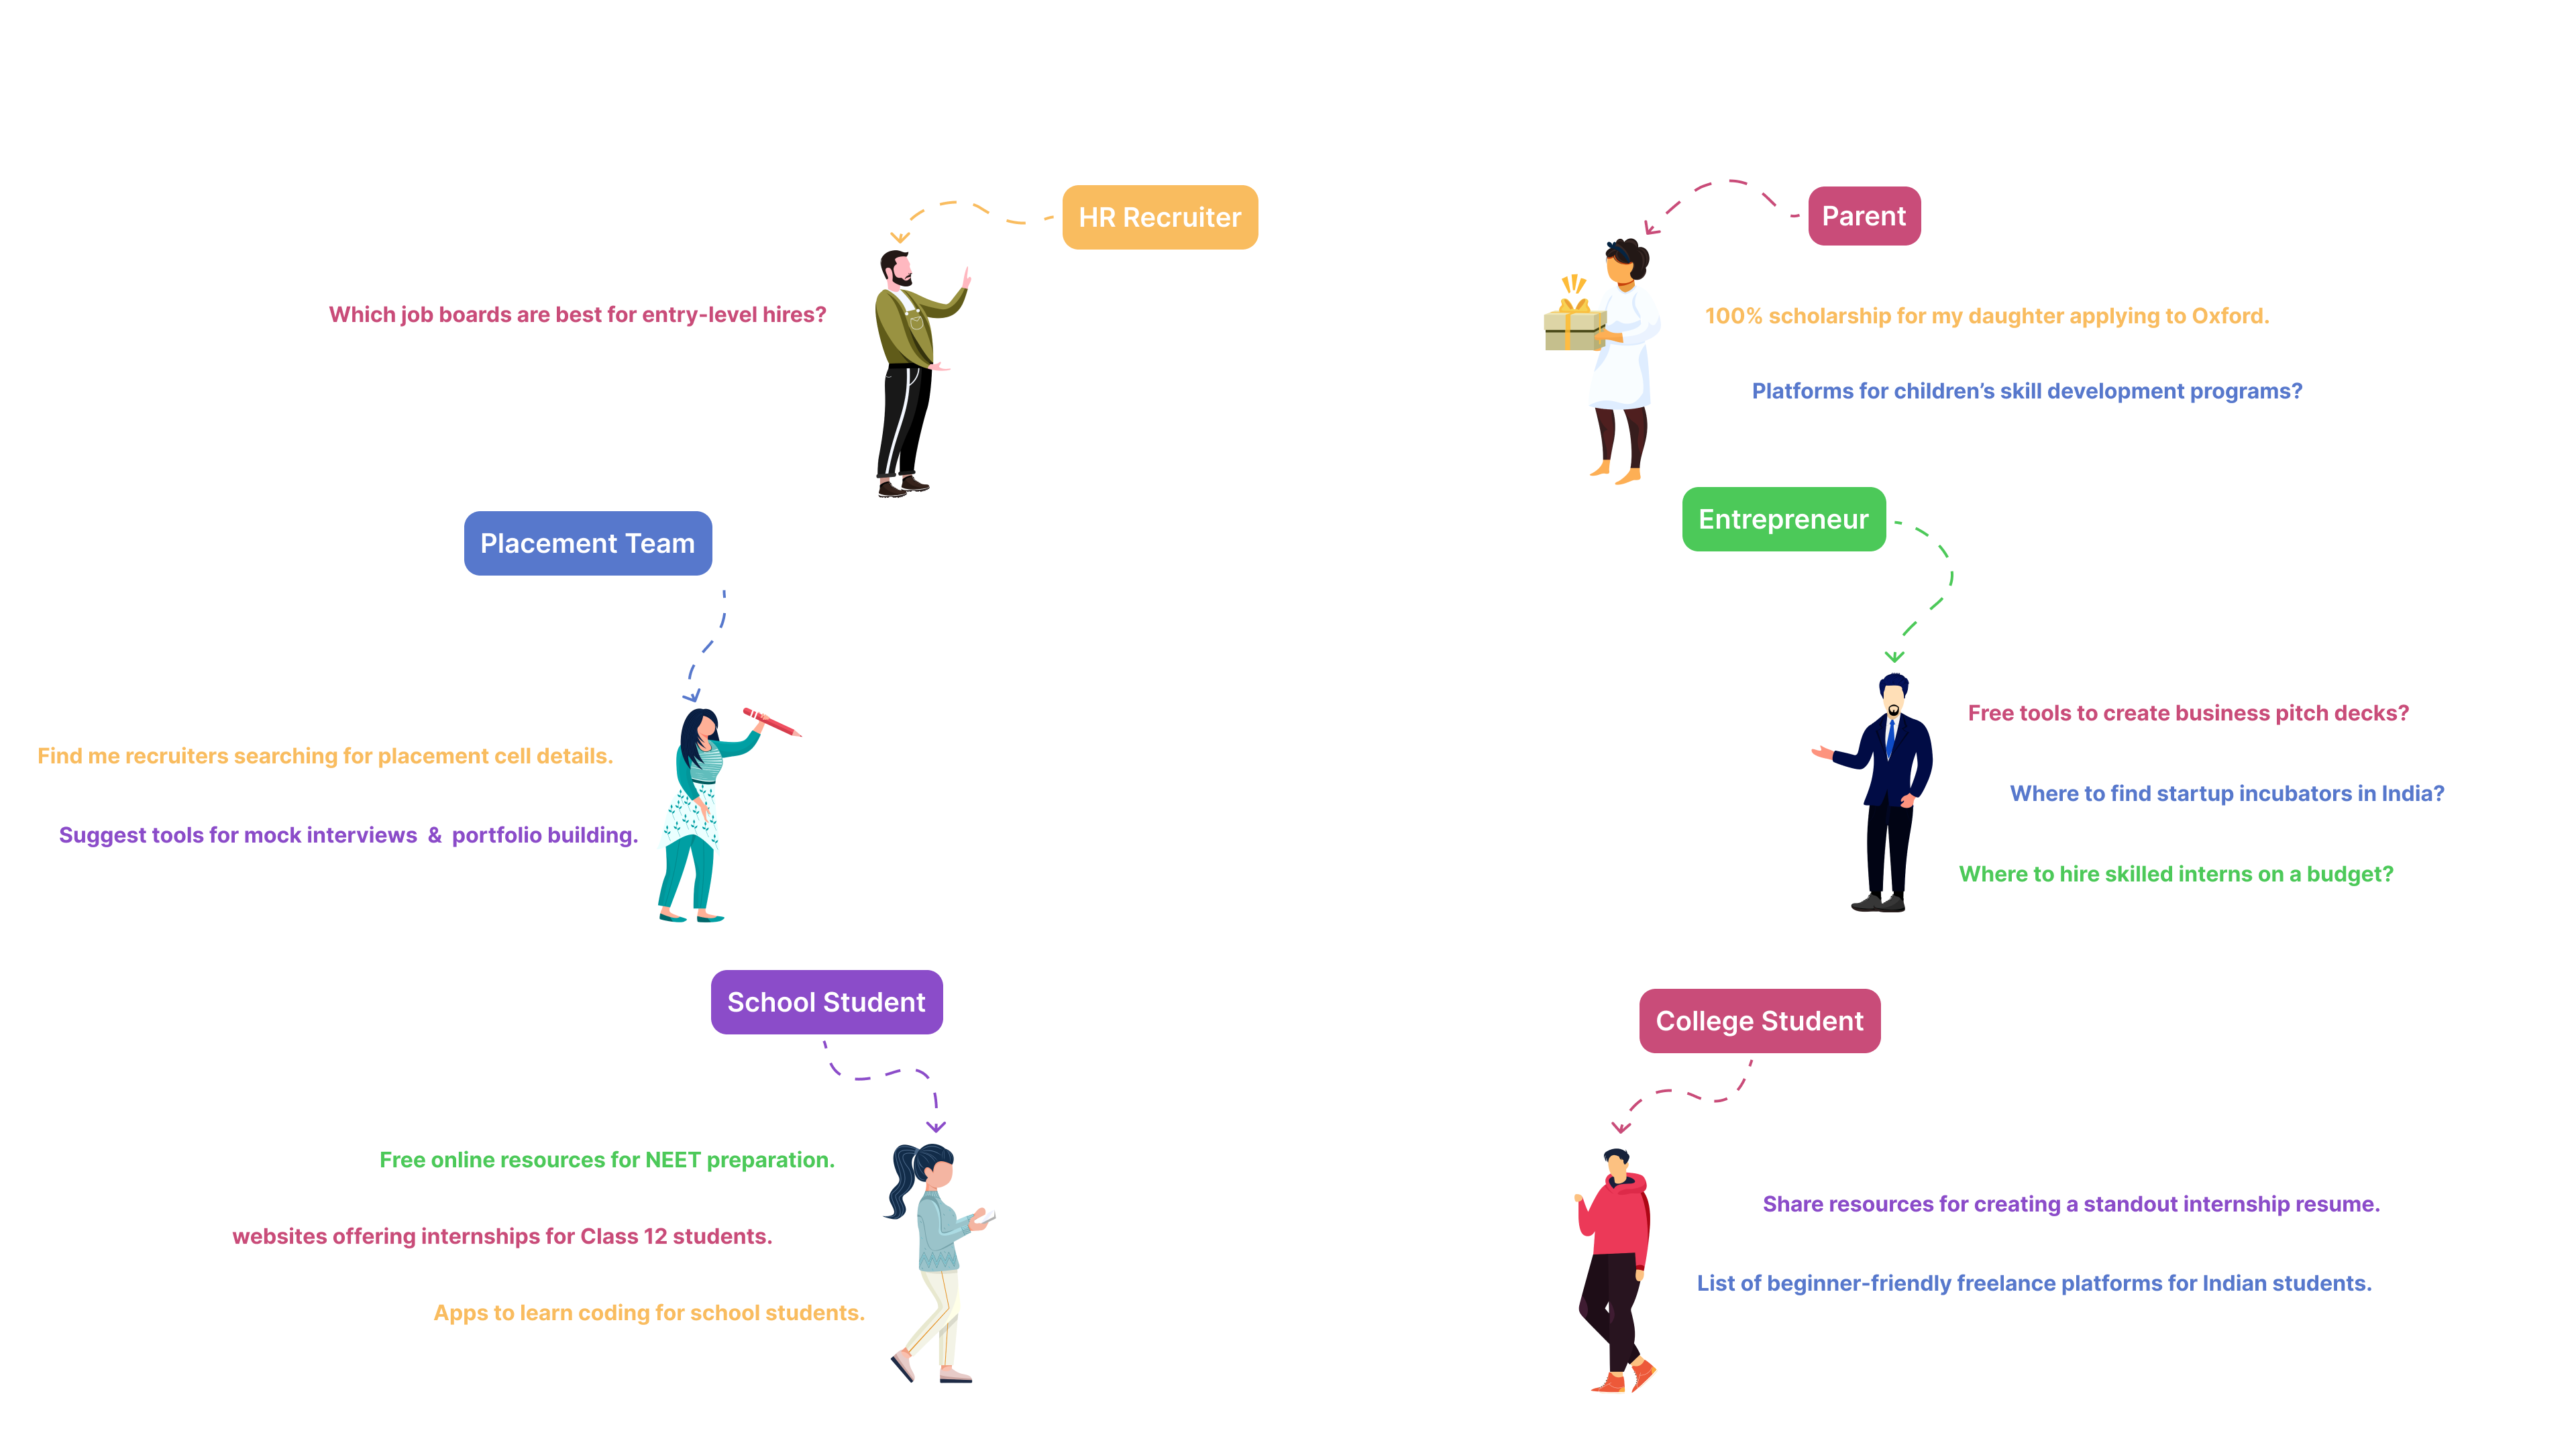 HR Recruiter
Which job boards are best for entry-level hires?
Parent
100% scholarship for my daughter applying to Oxford.
Platforms for children’s skill development programs?
Placement Team
Find me recruiters searching for placement cell details.
Suggest tools for mock interviews & portfolio building.
Entrepreneur
Free tools to create business pitch decks?
Where to find startup incubators in India?
Where to hire skilled interns on a budget?
School Student
Free online resources for NEET preparation.
websites offering internships for Class 12 students.
Apps to learn coding for school students.
College Student
Share resources for creating a standout internship resume.
List of beginner-friendly freelance platforms for Indian students.